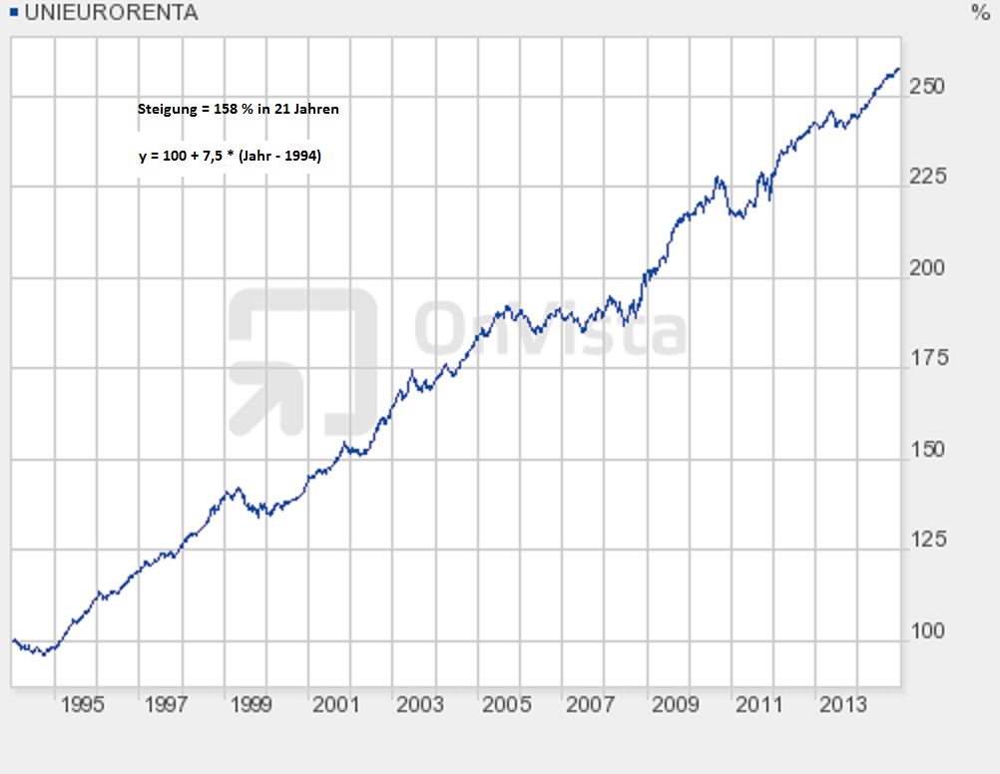 UNIEURORENTA
%
Steigung = 158 % in 21 Jahren
y = 100 + 7,5 * (Jahr - 1994)
OnVista
250
225
200
175
150
125
100
1995 1997 1999 2001 2003 2005 2007 2009 2011 2013